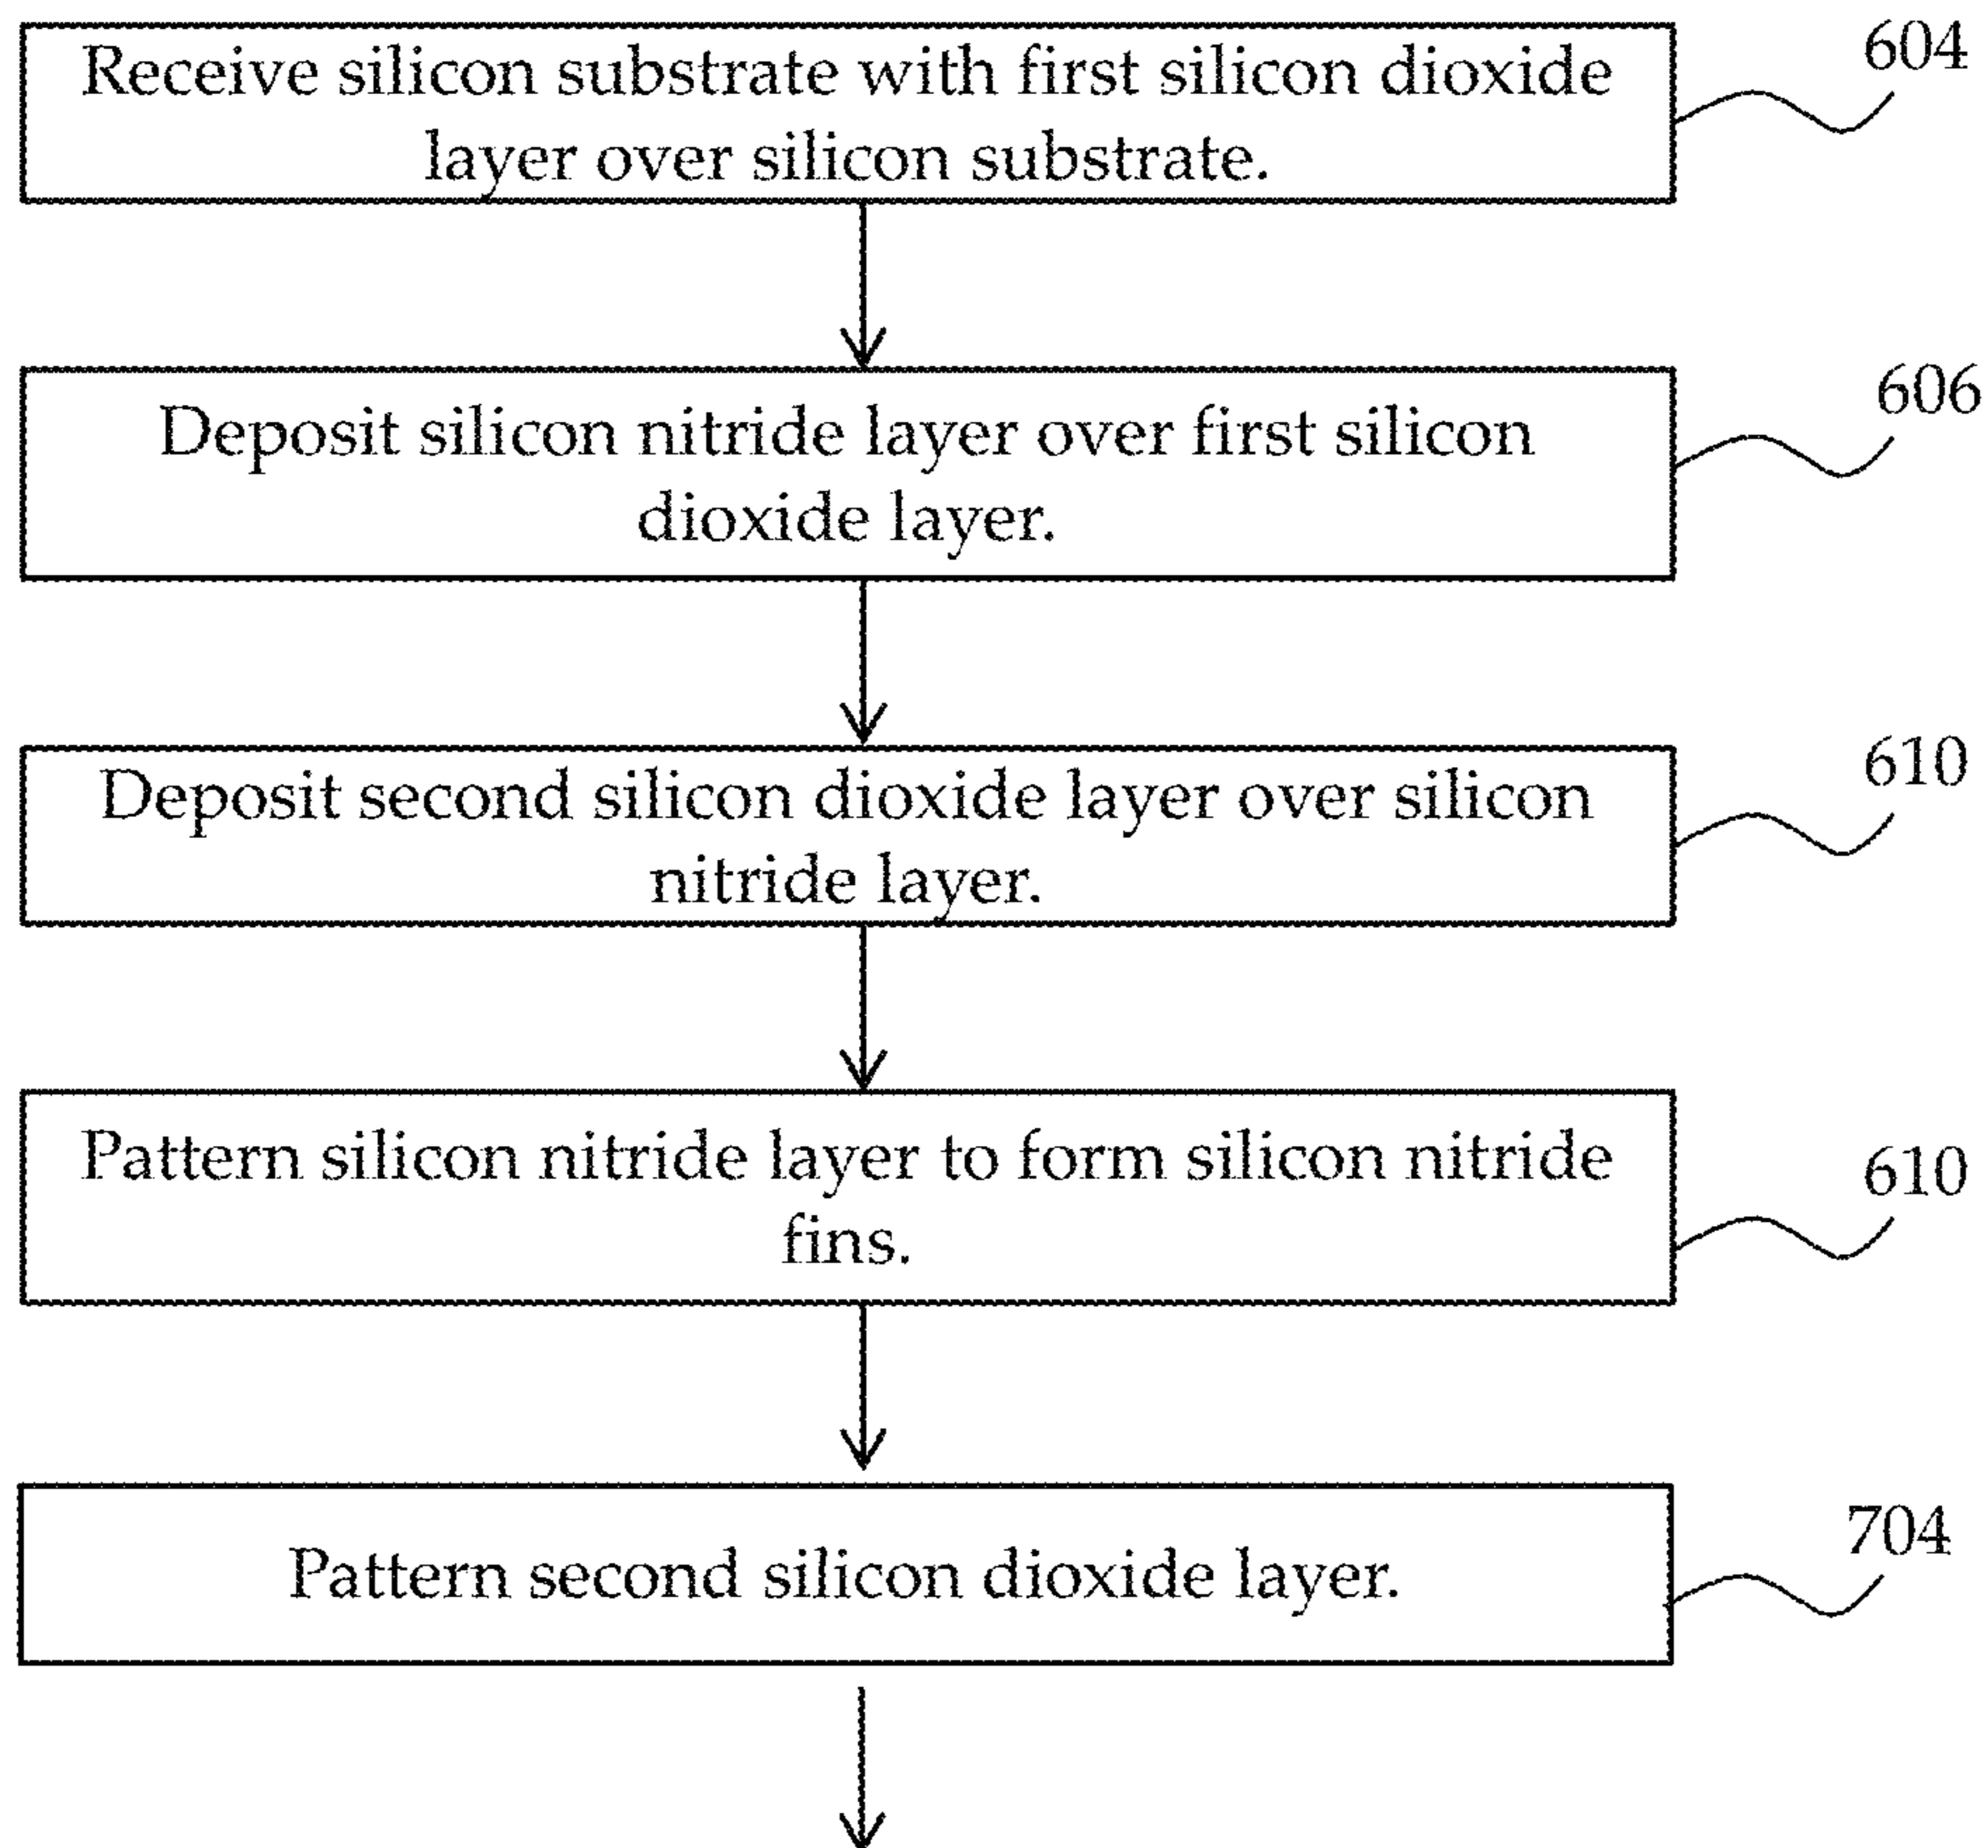 Receive silicon substrate with first silicon dioxide
layer over silicon substrate.
604
Deposit silicon nitride layer over first silicon
dioxide layer.
606
Deposit second silicon dioxide layer over silicon
nitride layer.
610
Pattern silicon nitride layer to form silicon nitride
fins.
610
Pattern second silicon dioxide layer.
704